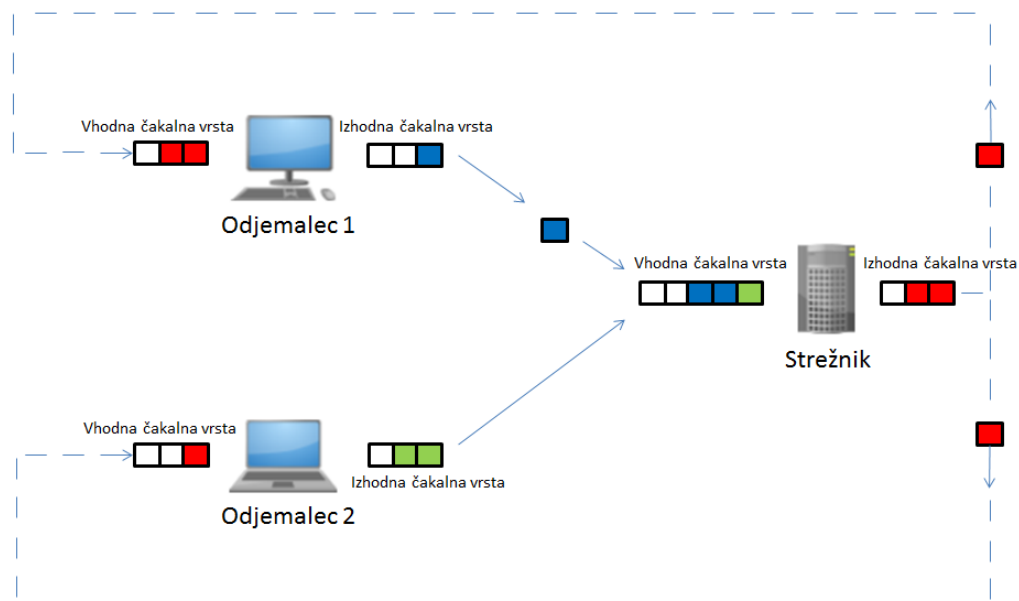 Vhodna čakalna vrsta
Izhodna čakalna vrsta
Odjemalec 1
Vhodna čakalna vrsta
Izhodna čakalna vrsta
Strežnik
Vhodna čakalna vrsta
Izhodna čakalna vrsta
Odjemalec 2